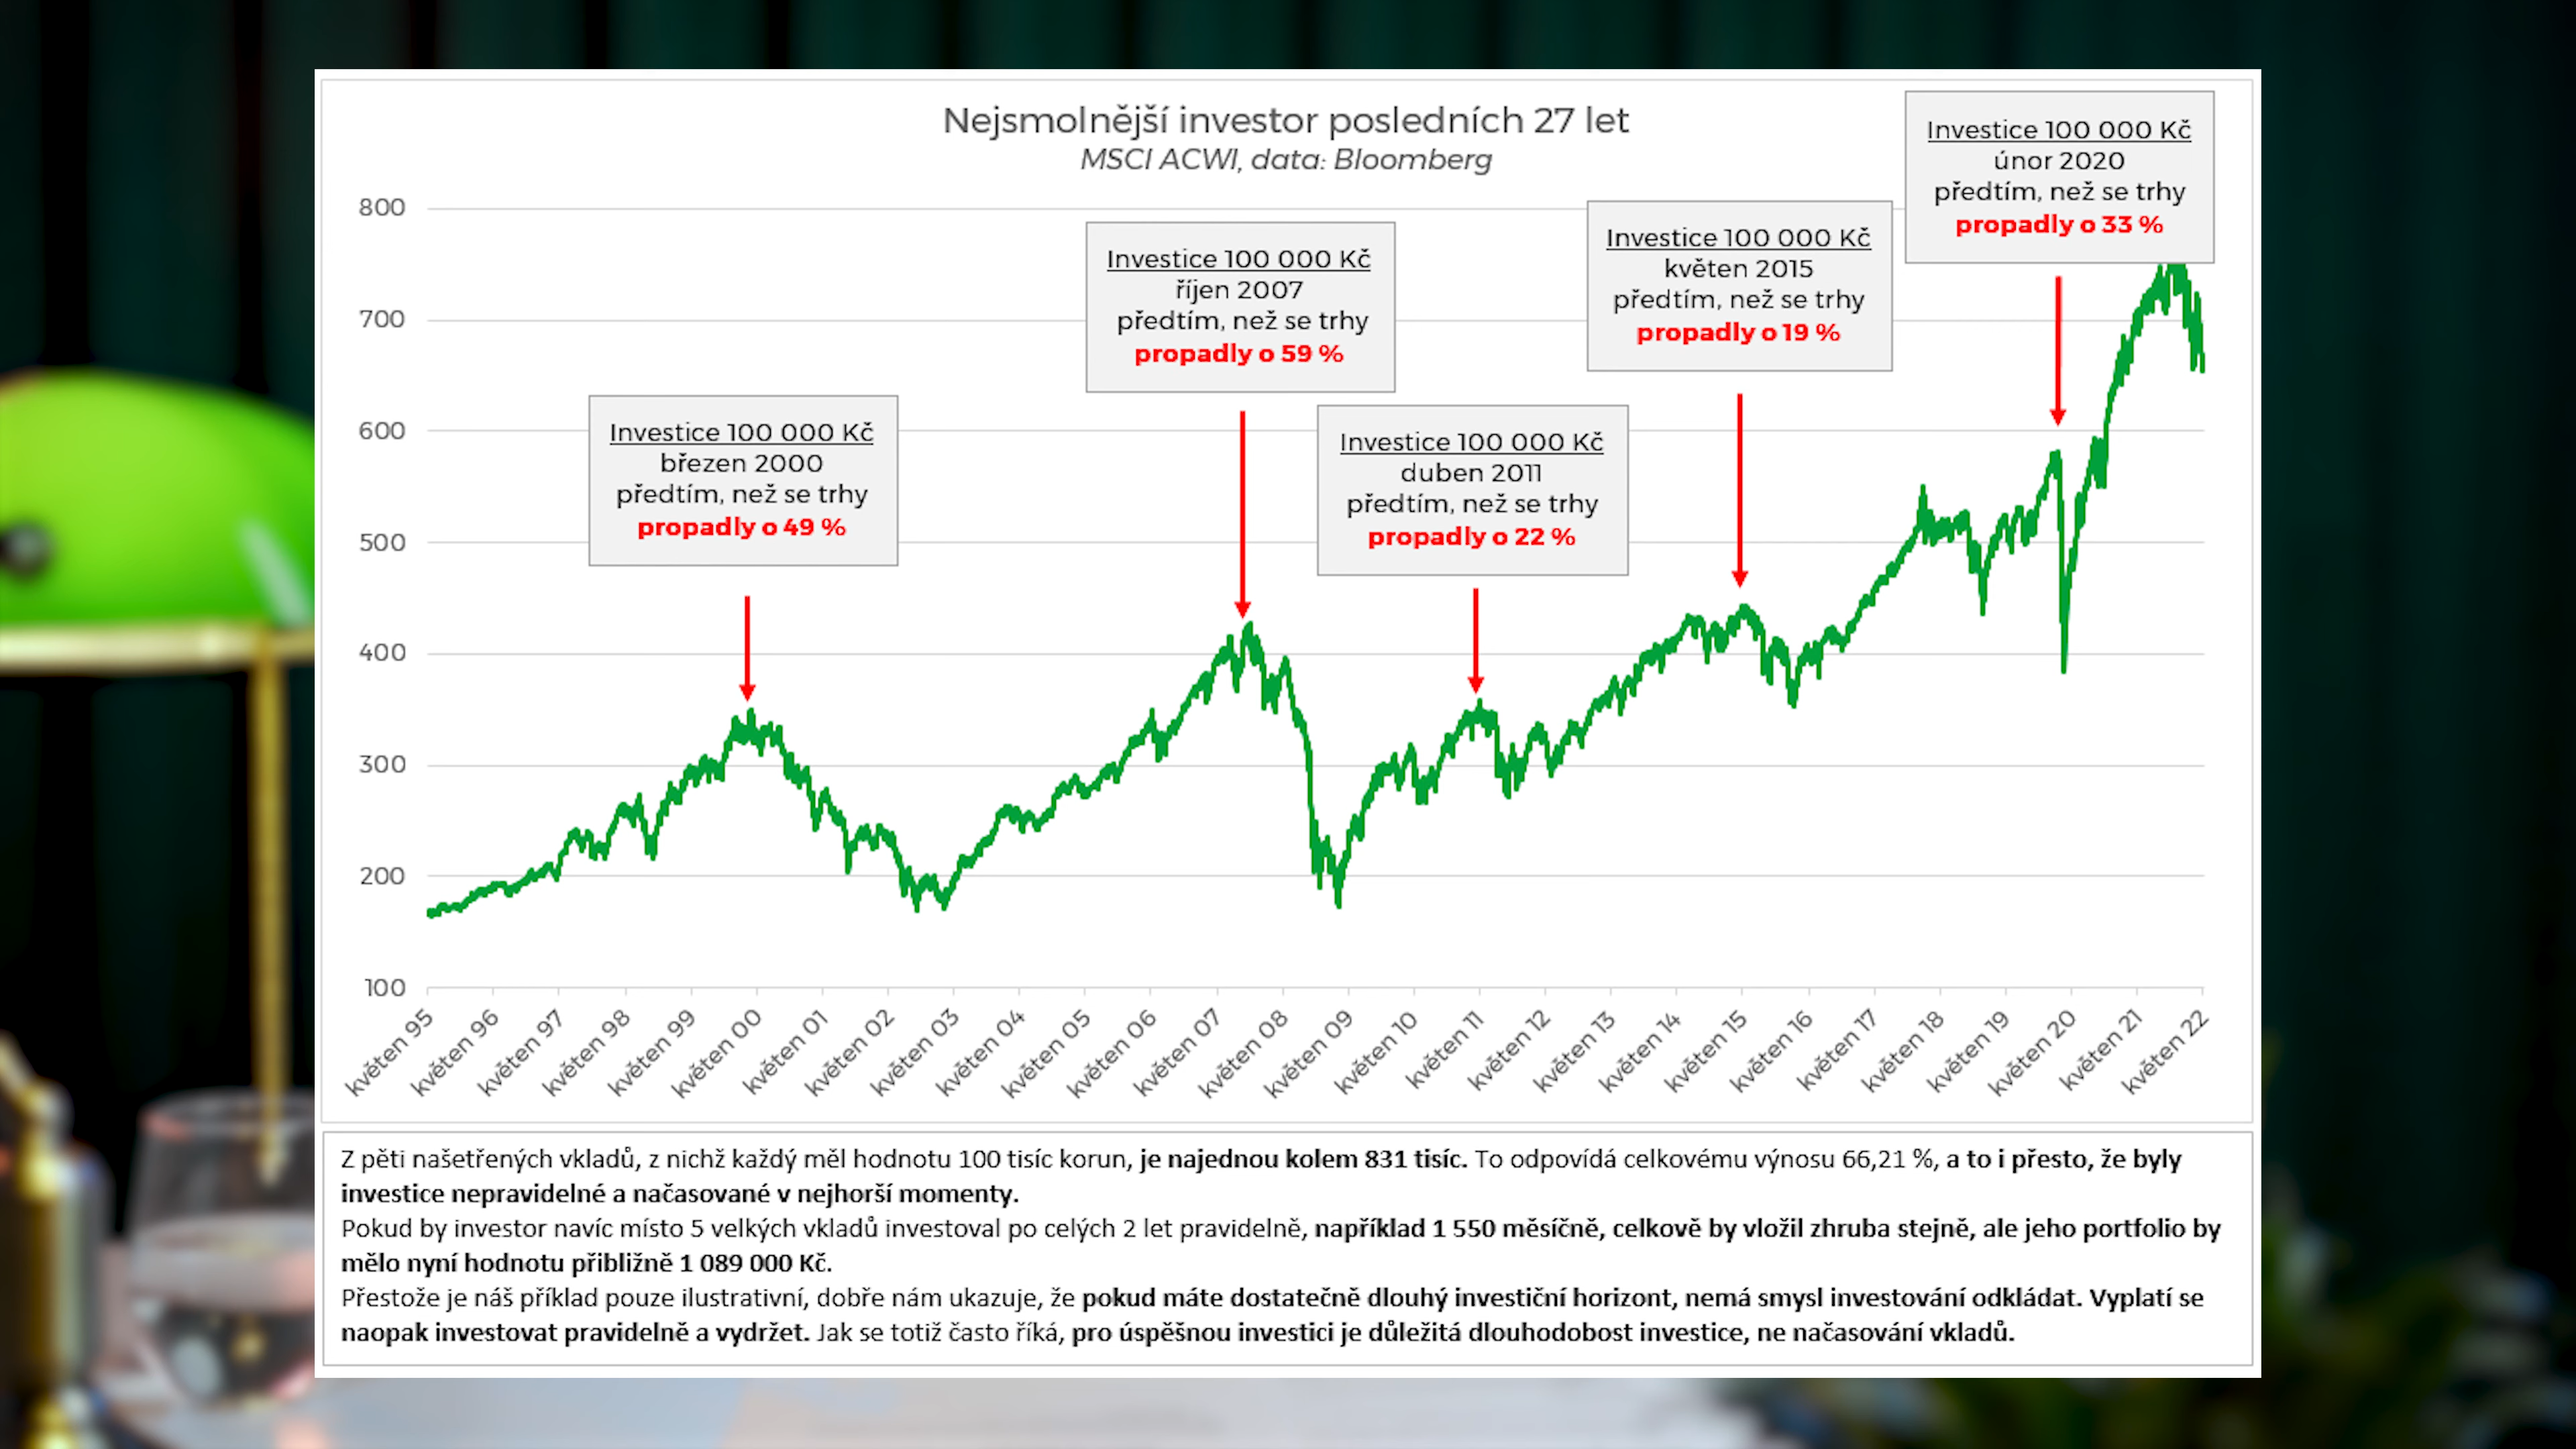 Nejsmolnější investor posledních 27 let
MSCI ACWI, data: Bloomberg
Investice 100 000 Kč
únor 2020
předtím, než se trhy
propadly o 33 %
Investice 100 000 Kč
květen 2015
předtím, než se trhy
propadly o 19 %
Investice 100 000 Kč
říjen 2007
předtím, než se trhy
propadly o 59 %
Investice 100 000 Kč
březen 2000
předtím, než se trhy
propadly o 49 %
Investice 100 000 Kč
duben 2011
předtím, než se trhy
propadly o 22 %
800
700
600
500
400
300
200
100
květen 95
květen 96
květen 97
květen 98
květen 99
květen 00
květen 01
květen 02
květen 03
květen 04
květen 05
květen 06
květen 07
květen 08
květen 09
květen 10
květen 11
květen 12
květen 13
květen 14
květen 15
květen 16
květen 17
květen 18
květen 19
květen 20
květen 21
květen 22
Z pěti našetřených vkladů, z nichž každý měl hodnotu 100 tisíc korun, je najednou kolem 831 tisíc. To odpovídá celkovému výnosu 66,21 %, a to i přesto, že byly
investice nepravidelné a načasované v nejhorší momenty.
Pokud by investor navíc místo 5 velkých vkladů investoval po celých 2 let pravidelně, například 1 550 měsíčně, celkově by vložil zhruba stejně, ale jeho portfolio by
mělo nyní hodnotu přibližně 1 089 000 Kč.
Přestože je náš příklad pouze ilustrativní, dobře nám ukazuje, že pokud máte dostatečně dlouhý investiční horizont, nemá smysl investování odkládat. Vyplatí se
naopak investovat pravidelně a vydržet. Jak se totiž často říká, pro úspěšnou investici je důležitá dlouhodobost investice, ne načasování vkladů.